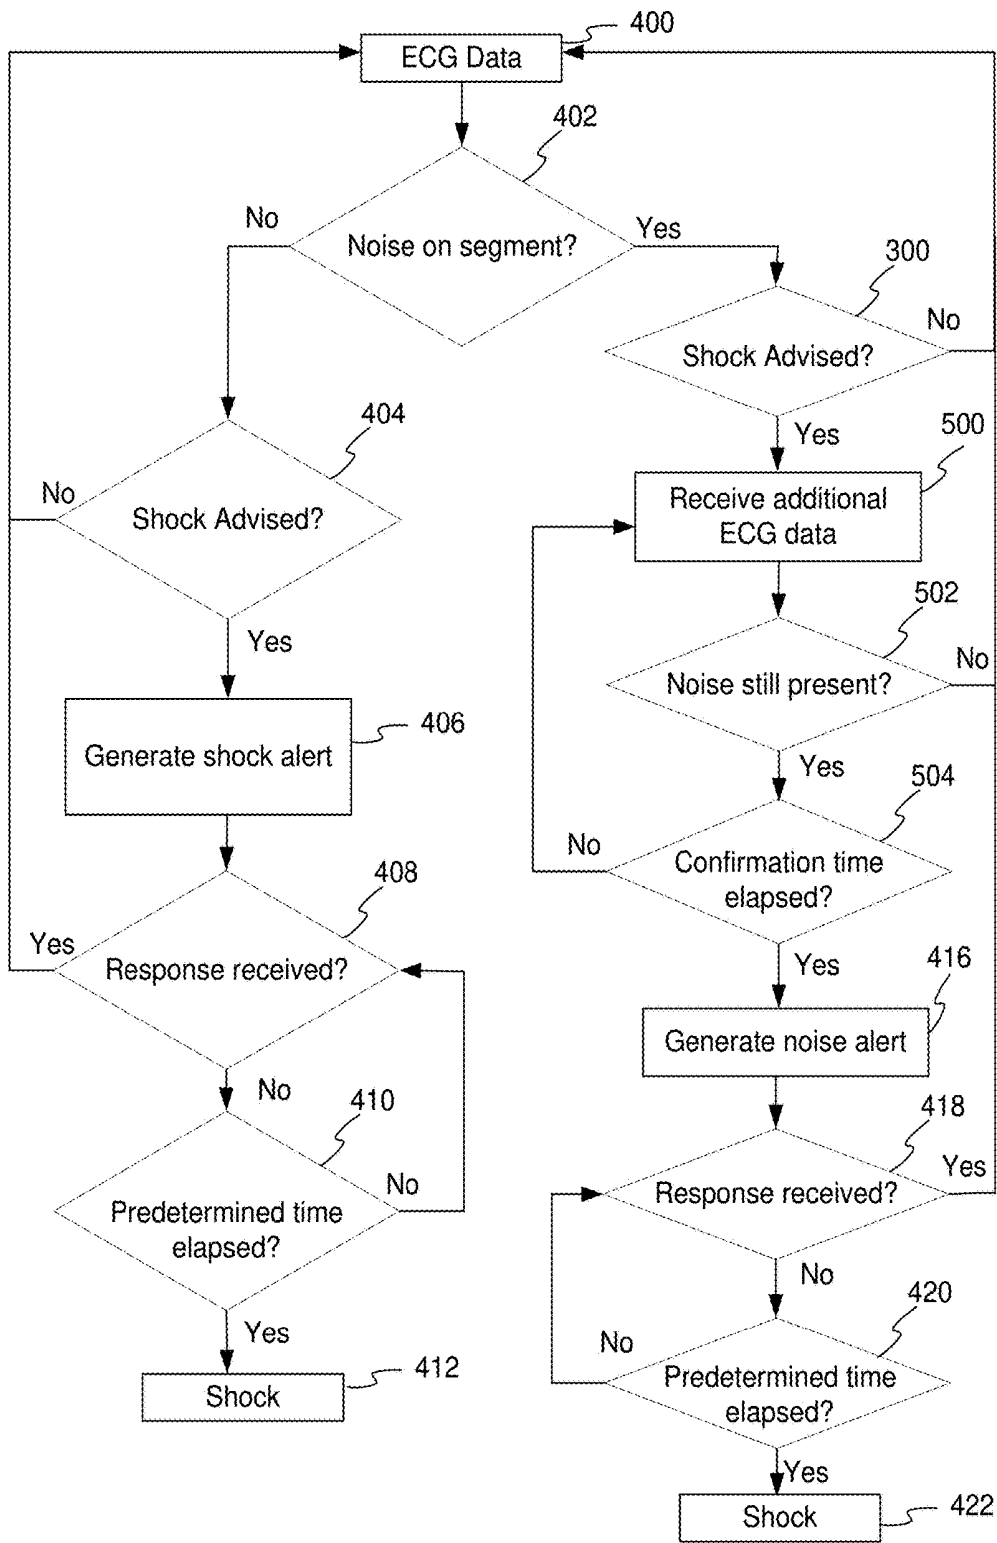 400
ECG Data
402
No
Noise on segment?
Yes
300
No
Shock Advised?
404
Yes
500
No
Shock Advised?
Receive additional
ECG data
502
Yes
No
Noise still present?
406
Generate shock alert
Yes
504
No
Confirmation time
elapsed?
408
Yes
Response received?
Yes
416
Generate noise alert
No
410
418
Yes
No
Response received?
Predetermined time
elapsed?
No
420
Yes
No
412
Shock
Predetermined time
elapsed?
Yes
422
Shock